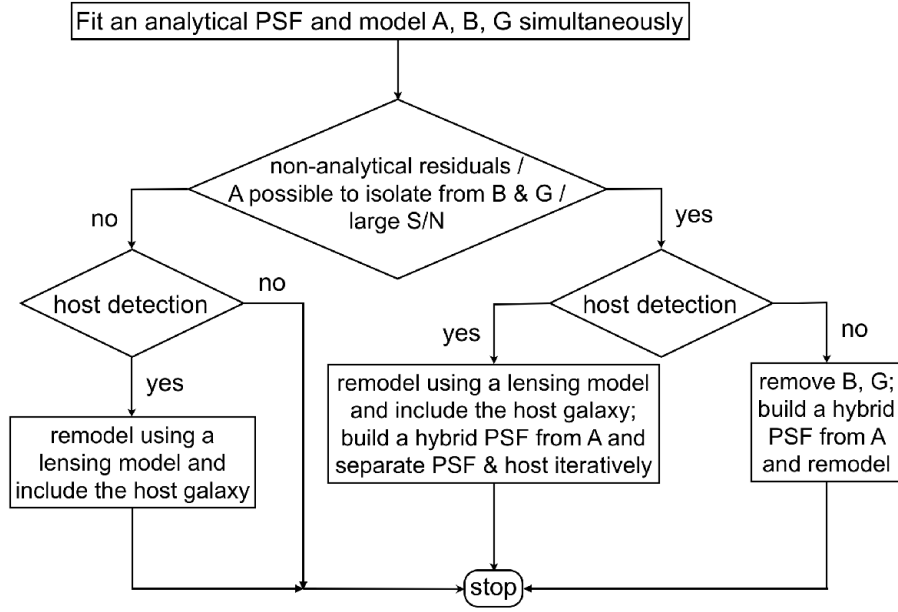 Fit an analytical PSF and model A, B, G simultaneously
non-analytical residuals /
A possible to isolate from B & G /
large S/N
no
yes
host detection
no
host detection
yes
no
yes
remodel using a
lensing model and
include the host galaxy
remodel using a lensing model
and include the host galaxy;
build a hybrid PSF from A and
separate PSF & host iteratively
remove B, G;
build a hybrid
PSF from A
and remodel
stop